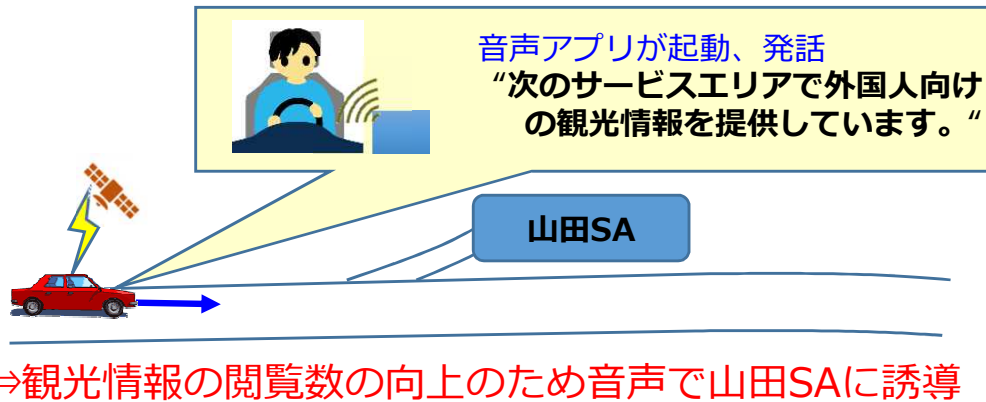 音声アプリが起動、発話
“次のサービスエリアで外国人向け
の観光情報を提供しています。“
山田SA
⇒観光情報の閲覧数の向上のため音声で山田SAに誘導